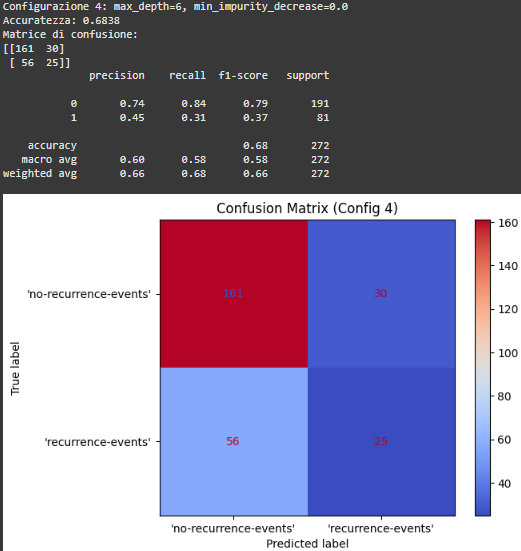 Configurazione 4: max_depth=6, min_impurity_decrease=0.0
Accuratezza: 0.6838
Matrice di confusione:
[[161  30]
 [ 56  25]]
              precision    recall  f1-score   support

           0       0.74      0.84      0.79       191
           1       0.45      0.31      0.37        81

    accuracy                           0.68       272
   macro avg       0.60      0.58      0.58       272
weighted avg       0.66      0.68      0.66       272
Confusion Matrix (Config 4)
'no-recurrence-events'
161
30
'recurrence-events'
56
25
True label
'no-recurrence-events'
'recurrence-events'
Predicted label
160
140
120
100
80
60
40